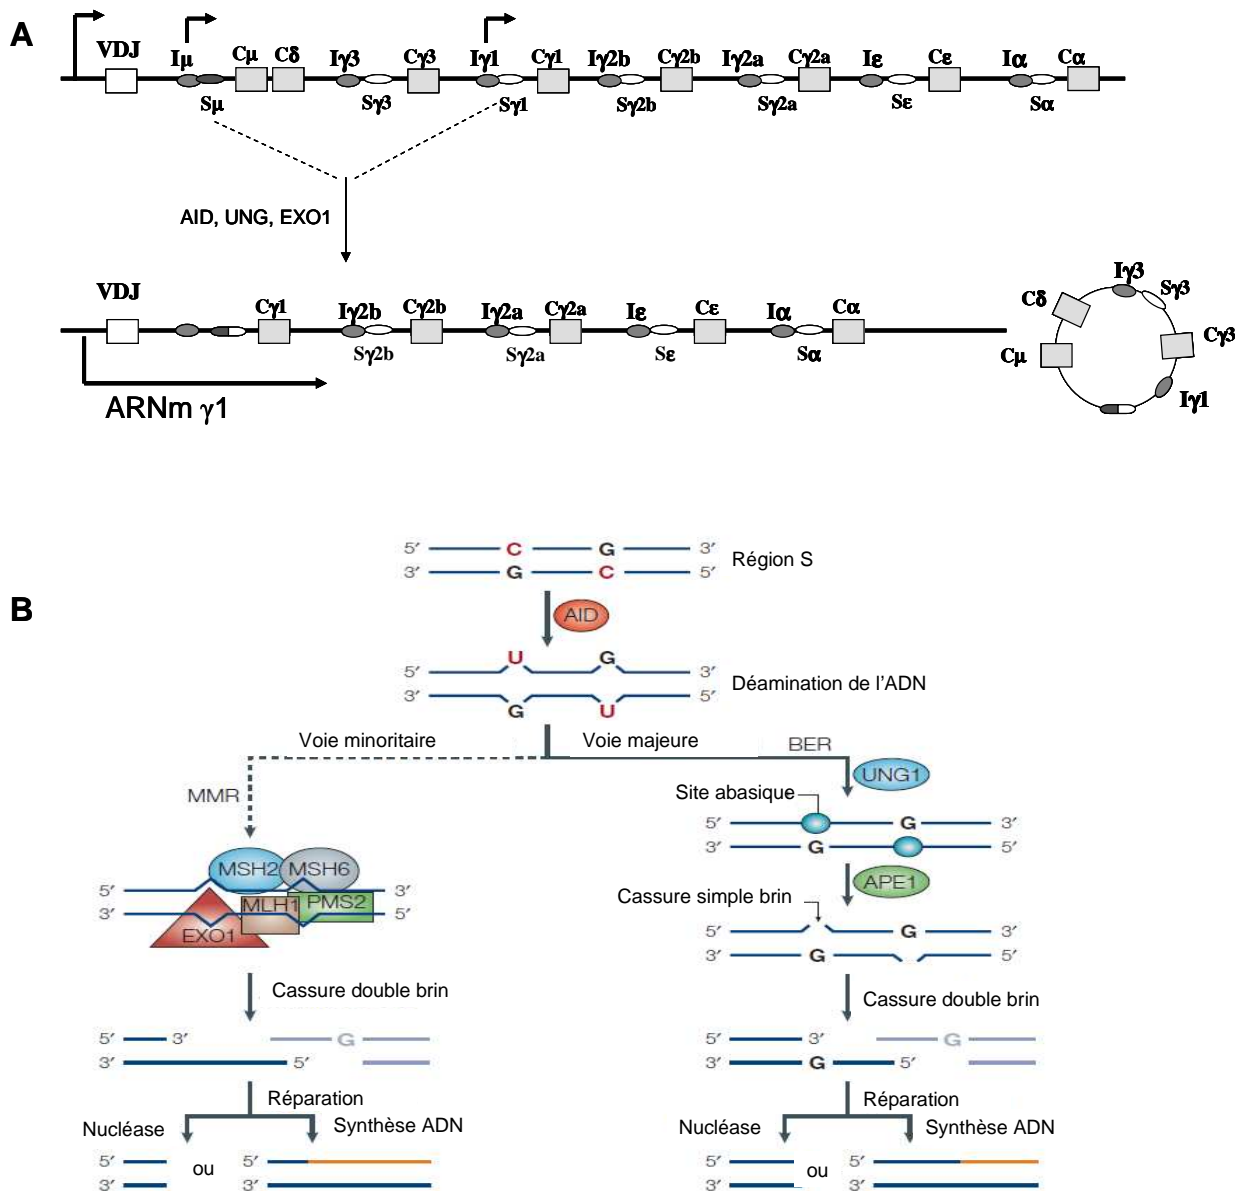 A
VDJ Iμ Cμ Cδ Iγ3 Cγ3 Iγ1 Cγ1 Iγ2b Cγ2b Iγ2a Cγ2a Iε Cε Iα Cα
Sμ Sγ3 Sγ1 Sγ2b Sγ2a Sε Sα
AID, UNG, EXO1
VDJ Cγ1 Iγ2b Cγ2b Iγ2a Cγ2a Iε Cε Iα Cα
Sγ2b Sγ2a Sε Sα
ARNm γ1
Iγ3
Sγ3
Cδ
Cγ3
Cμ
Iγ1
B
5′ C G 3′
3′ G C 5′
Région S
AID
5′ U G 3′
3′ G U 5′
Déamination de l'ADN
Voie minoritaire
Voie majeure
BER
MMR
UNG1
Site abasique
5′ G 3′
3′ G 5′
MSH2 MSH6
5′ 3′
3′ 5′
MLH1 PMS2
EXO1
APE1
Cassure simple brin
5′ G 3′
3′ G 5′
Cassure double brin
Cassure double brin
5′ 3′ G
3′ 5′
5′ 3′ G
3′ G 5′
Réparation
Nucléase
Synthèse ADN
5′ ou 5′
3′ 3′
Réparation
Nucléase
Synthèse ADN
5′ ou 5′
3′ 3′